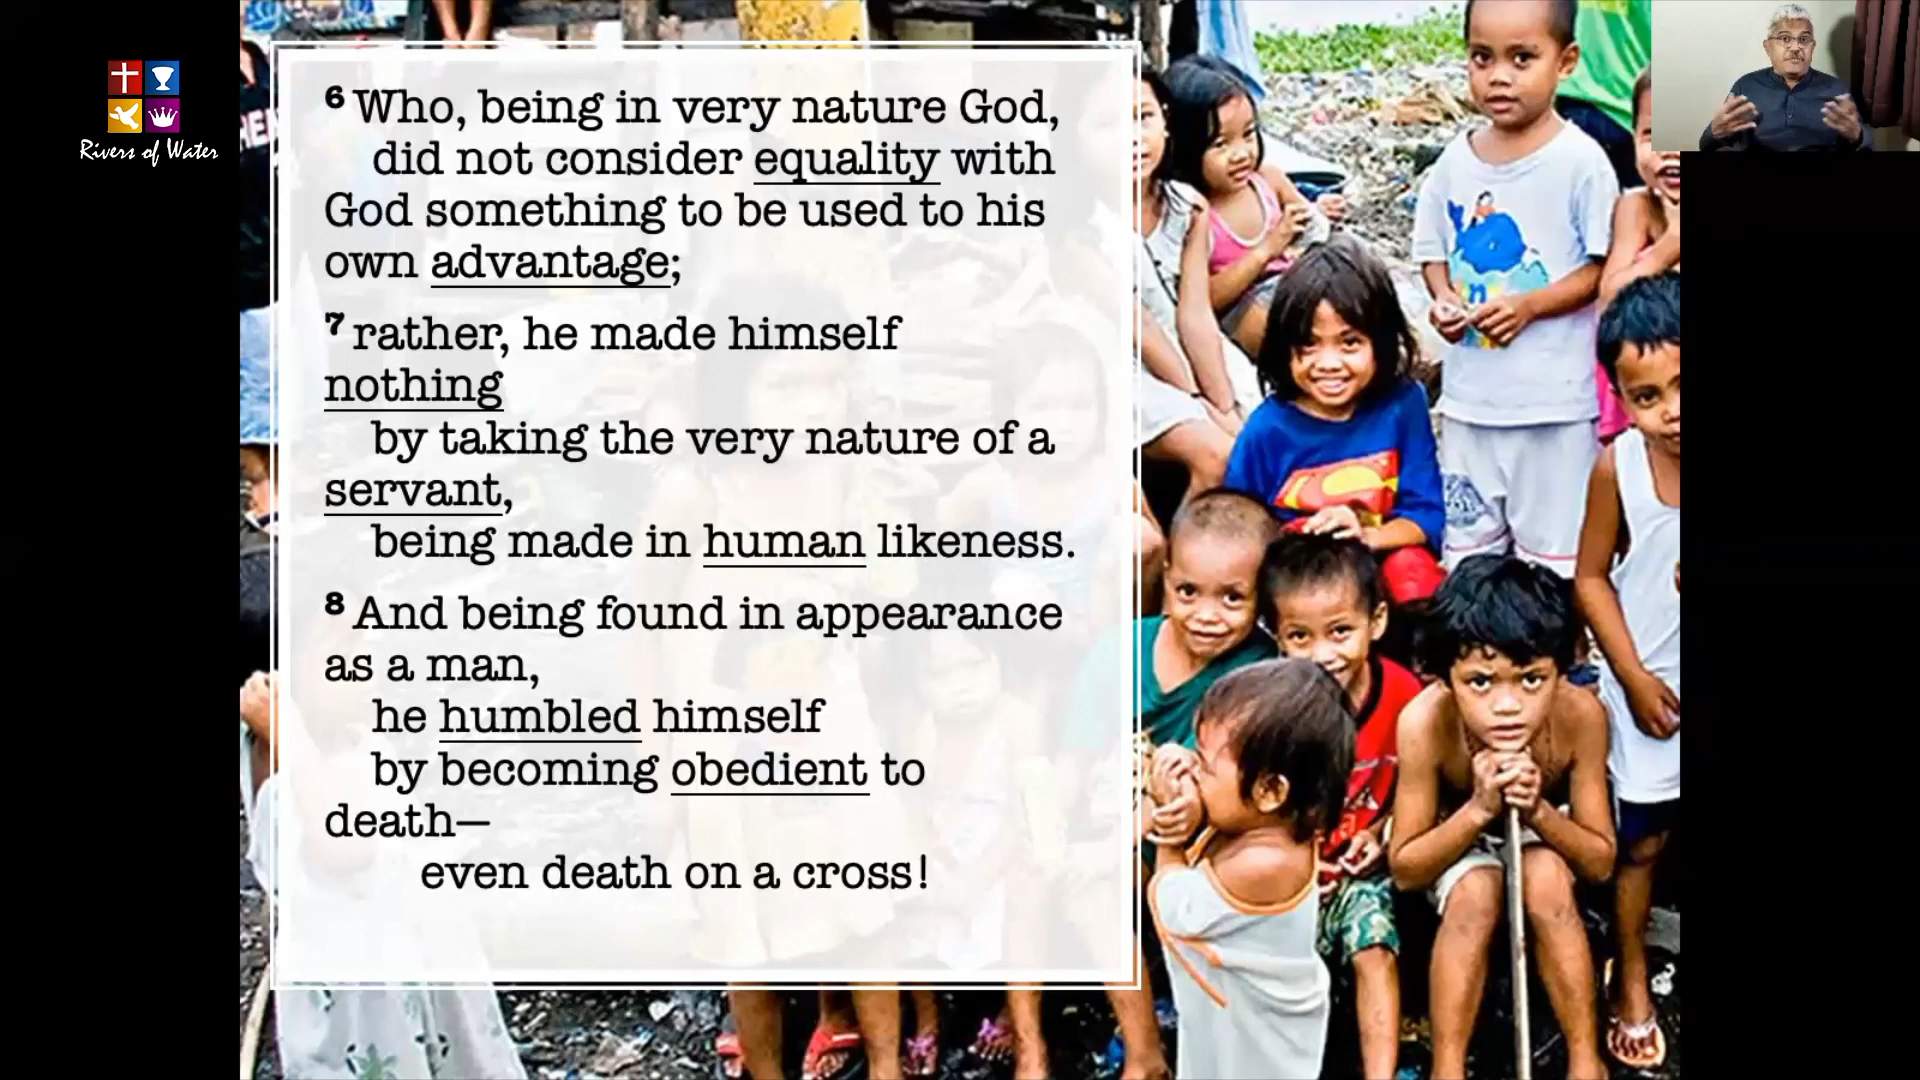 Rivers of Water
6 Who, being in very nature God,
did not consider equality with
God something to be used to his
own advantage;
7 rather, he made himself
nothing
by taking the very nature of a
servant,
being made in human likeness.
8 And being found in appearance
as a man,
he humbled himself
by becoming obedient to
death—
even death on a cross!